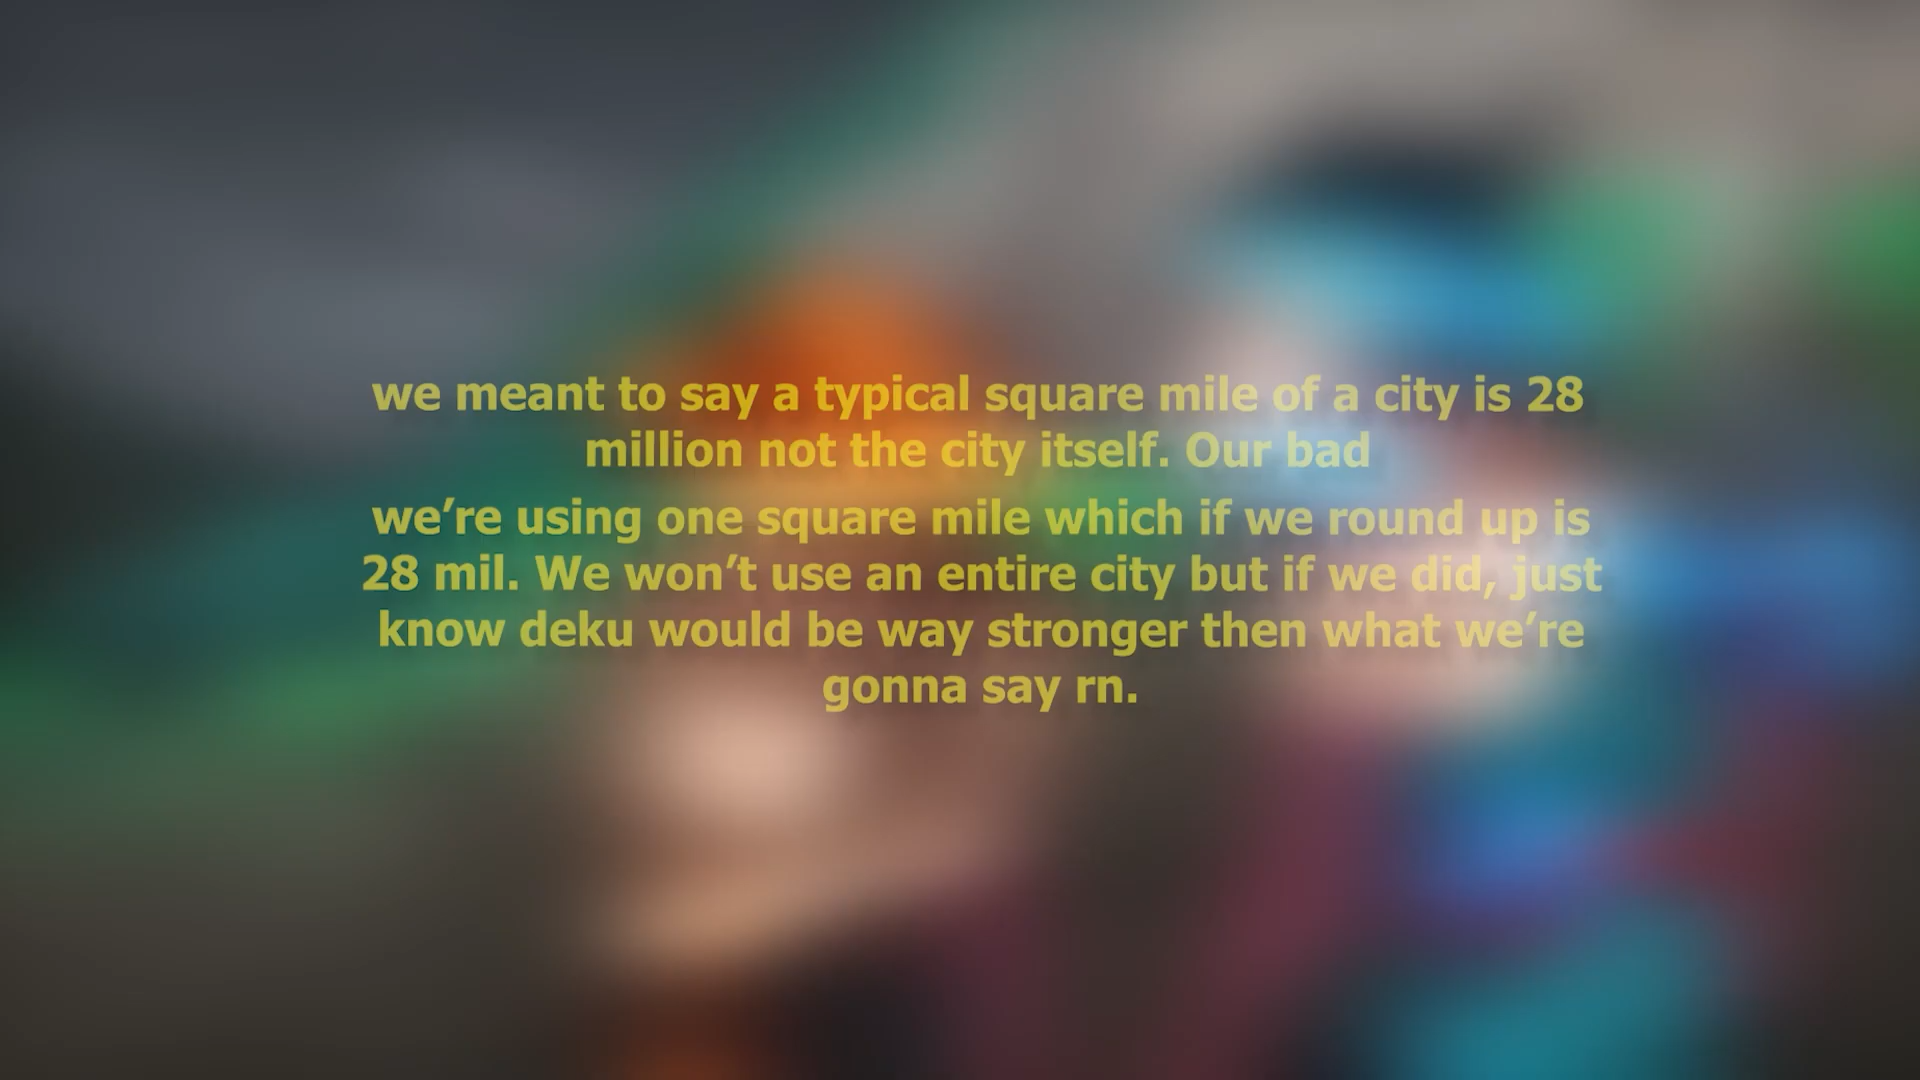 we meant to say a typical square mile of a city is 28
million not the city itself. Our bad
we’re using one square mile which if we round up is
28 mil. We won’t use an entire city but if we did, just
know deku would be way stronger then what we’re
gonna say rn.